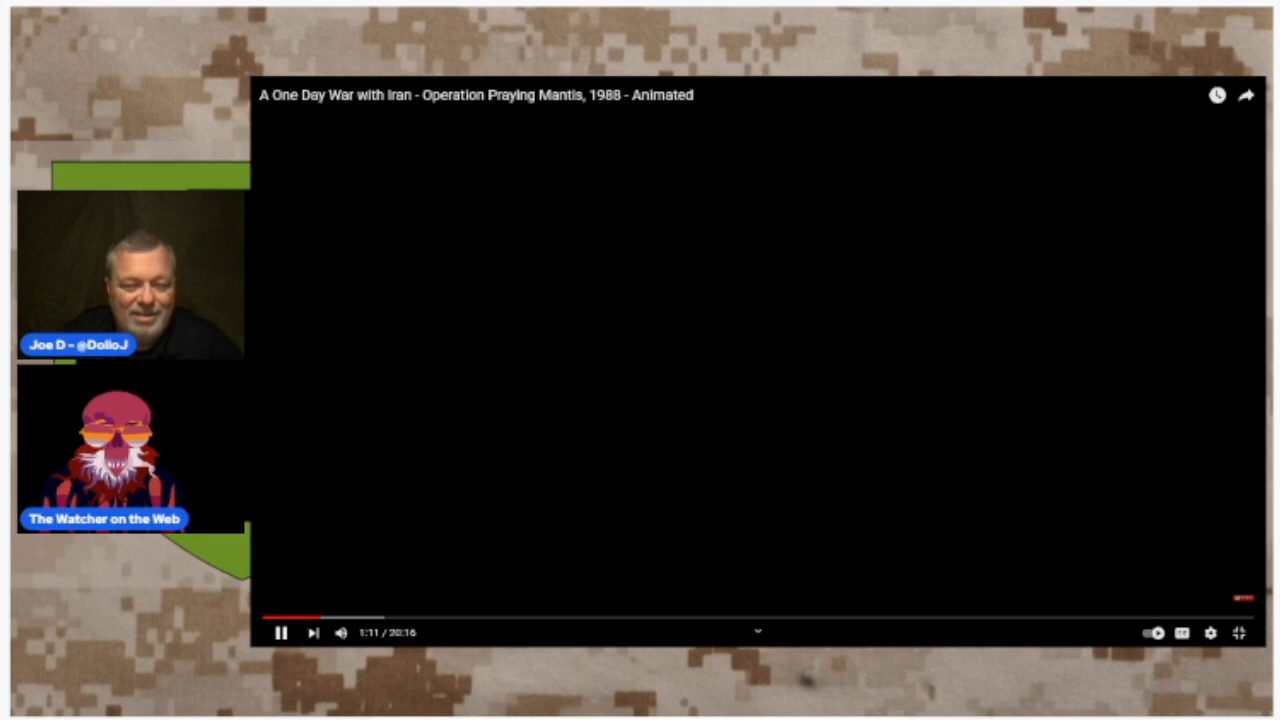 A One Day War with Iran - Operation Praying Mantis, 1988 - Animated
Joe D - @DolioJ
The Watcher on the Web
1:11 / 20:16